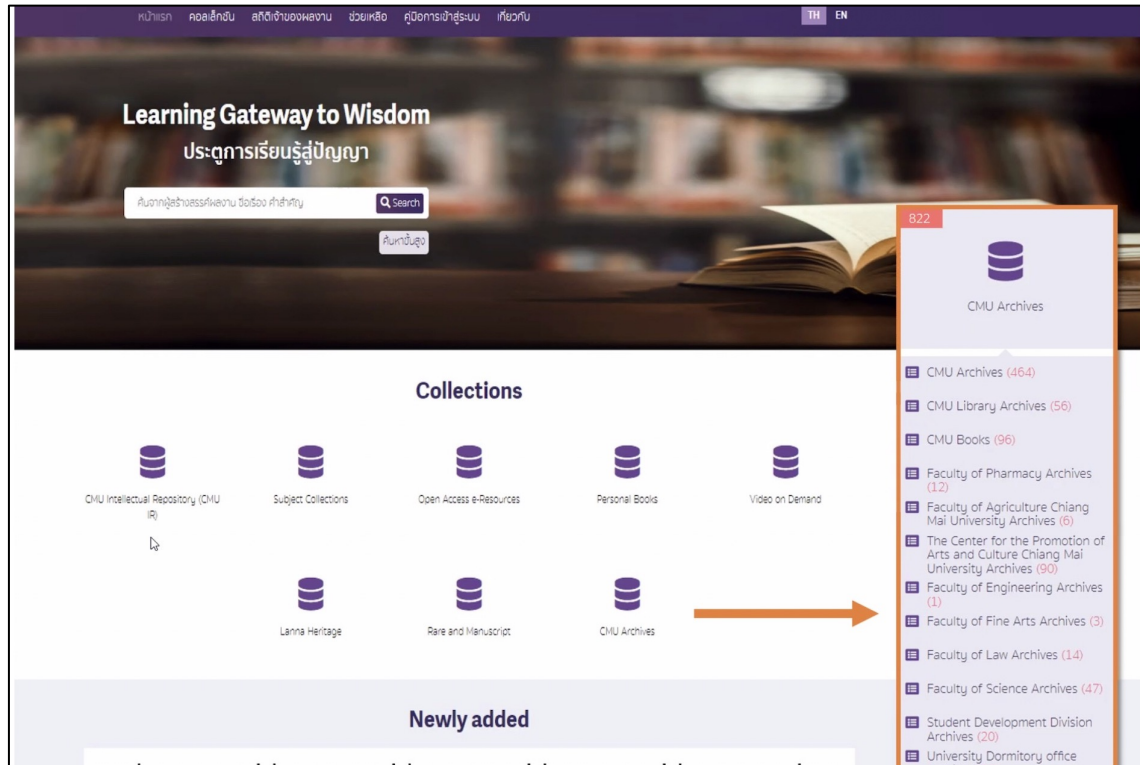 หน้าแรก คอลเล็กชัน สถิติเจ้าของผลงาน ช่วยเหลือ คู่มือการเข้าสู่ระบบ เกี่ยวกับ TH EN
Learning Gateway to Wisdom
ประตูการเรียนรู้สู่ปัญญา
ค้นจากผู้สร้างสรรค์ผลงาน ชื่อเรื่อง คำสำคัญ Search
ค้นหาขั้นสูง
Collections
CMU Intellectual Repository (CMU
IR)
Subject Collections
Open Access e-Resources
Personal Books
Video on Demand
Lanna Heritage
Rare and Manuscript
CMU Archives
Newly added
822
CMU Archives
CMU Archives (464)
CMU Library Archives (56)
CMU Books (96)
Faculty of Pharmacy Archives
(12)
Faculty of Agriculture Chiang
Mai University Archives (6)
The Center for the Promotion of
Arts and Culture Chiang Mai
University Archives (90)
Faculty of Engineering Archives
(1)
Faculty of Fine Arts Archives (3)
Faculty of Law Archives (14)
Faculty of Science Archives (47)
Student Development Division
Archives (20)
University Dormitory office